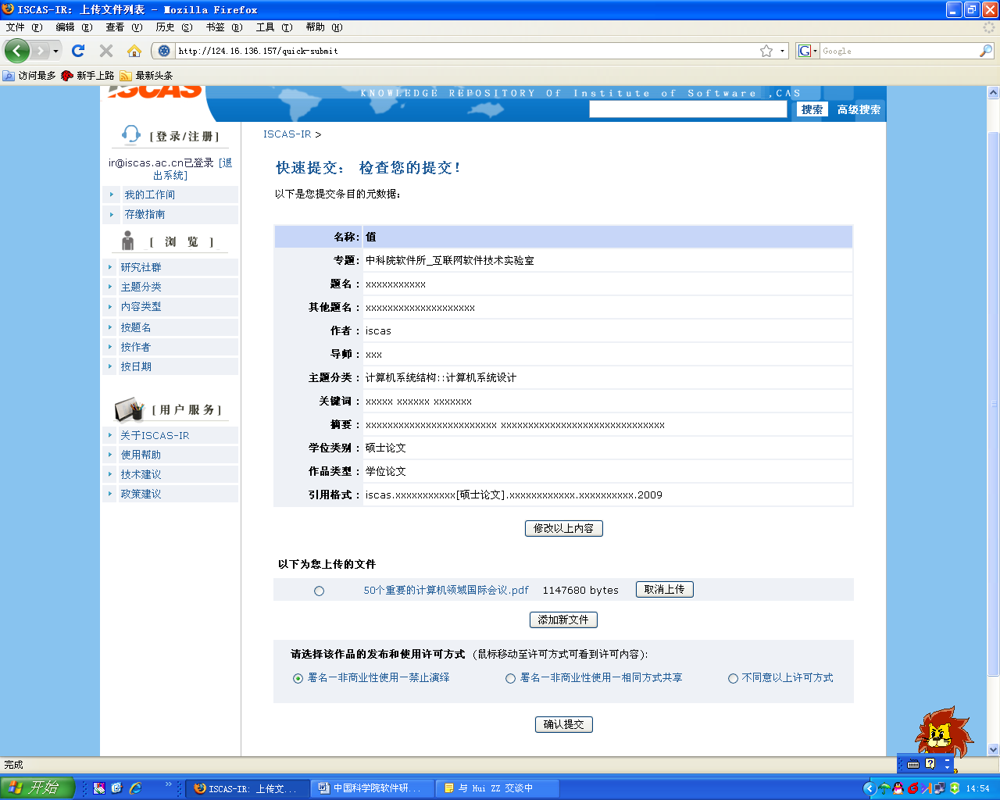 ISCAS-IR: 上传文件列表 - Mozilla Firefox
文件 (F) 编辑 (E) 查看 (V) 历史 (S) 书签 (B) 工具 (T) 帮助 (H)
http://124.16.136.157/quick-submit
Google
访问最多 新手上路 最新头条
ISCAS
KNOWLEDGE REPOSITORY Of Institute of Software ,CAS
搜索 高级搜索
[登录/注册]
ir@iscas.ac.cn已登录 [退
出系统]
我的工作间
存缴指南
[ 浏 览 ]
研究社群
主题分类
内容类型
按题名
按作者
按日期
[用户服务]
关于ISCAS-IR
使用帮助
技术建议
政策建议
ISCAS-IR >
快速提交: 检查您的提交!
以下是您提交条目的元数据:
名称: 值
专题: 中科院软件所_互联网软件技术实验室
题名: xxxxxxxxxxx
其他题名: xxxxxxxxxxxxxxxxxxxx
作者: iscas
导师: xxx
主题分类: 计算机系统结构::计算机系统设计
关键词: xxxxx xxxxxx xxxxxxx
摘要: xxxxxxxxxxxxxxxxxxxxxxxx xxxxxxxxxxxxxxxxxxxxxxxxxxxxxx
学位类别: 硕士论文
作品类型: 学位论文
引用格式: iscas.xxxxxxxxxxx[硕士论文].xxxxxxxxxxxx.xxxxxxxxxx.2009
修改以上内容
以下为您上传的文件
50个重要的计算机领域国际会议.pdf 1147680 bytes 取消上传
添加新文件
请选择该作品的发布和使用许可方式 (鼠标移动至许可方式可看到许可内容):
署名—非商业性使用—禁止演绎 署名—非商业性使用—相同方式共享 不同意以上许可方式
确认提交
完成
开始 ISCAS-IR: 上传文... 中国科学院软件研... 与 Hui ZZ 交谈中 14:54